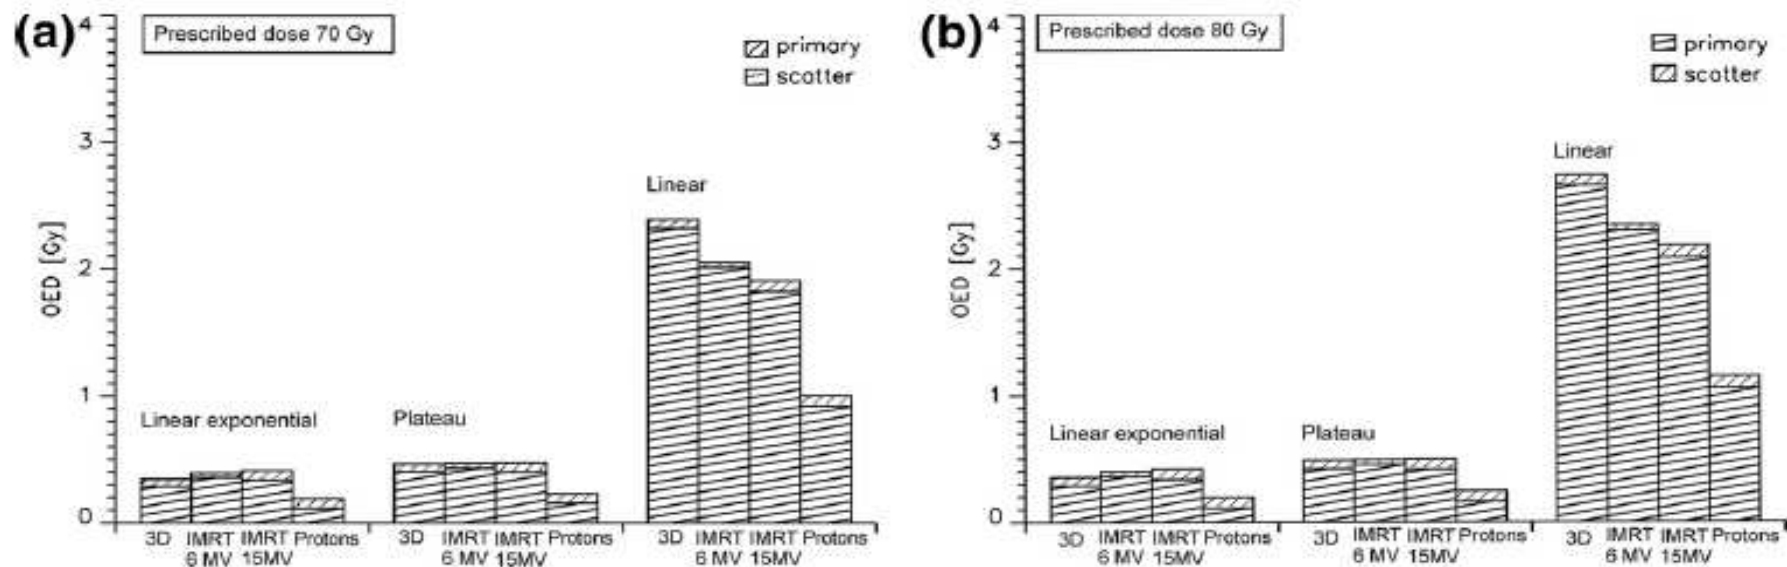 (a)
Prescribed dose 70 Gy
primary
scatter
4
3
2
1
0
OED [Gy]
Linear exponential
Plateau
Linear
3D IMRT IMRT Protons
6 MV 15MV
3D IMRT IMRT Protons
6 MV 15MV
3D IMRT IMRT Protons
6 MV 15MV
(b)
Prescribed dose 80 Gy
primary
scatter
4
3
2
1
0
OED [Gy]
Linear exponential
Plateau
Linear
3D IMRT IMRT Protons
6 MV 15MV
3D IMRT IMRT Protons
6 MV 15MV
3D IMRT IMRT Protons
6 MV 15MV